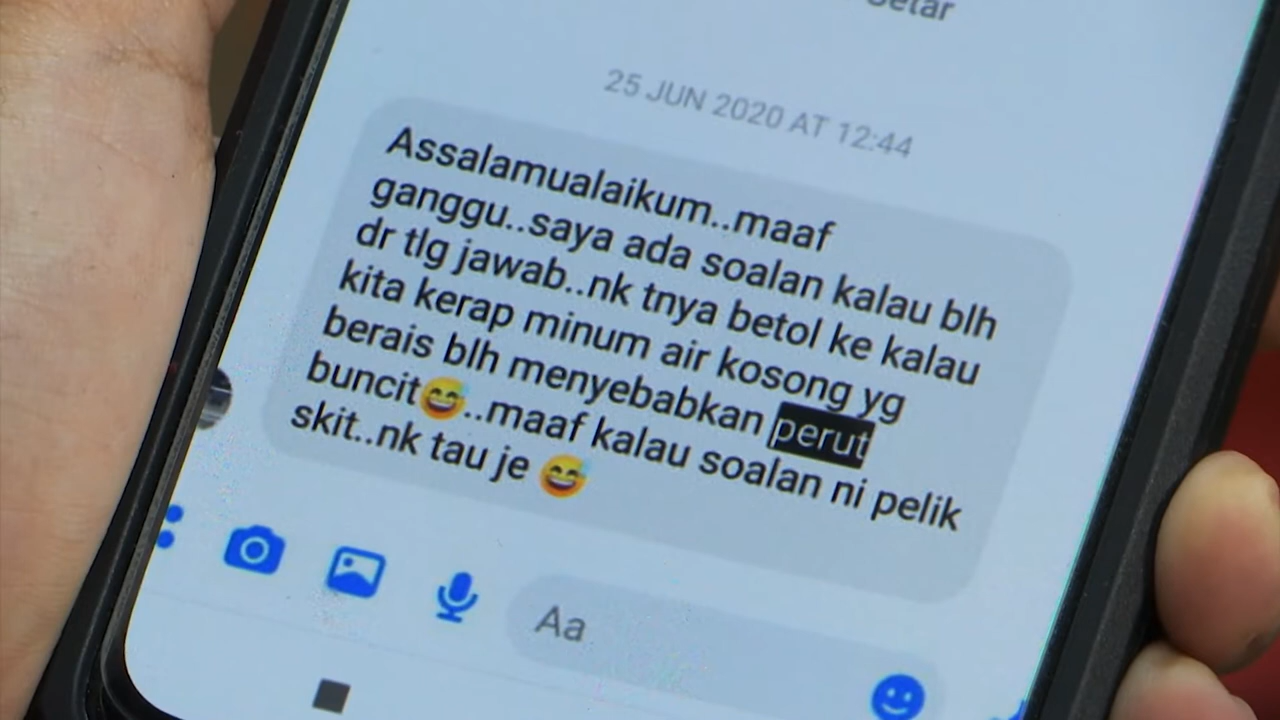 Setar
25 JUN 2020 AT 12:44
Assalamualaikum..maaf
ganggu..saya ada soalan kalau blh
dr tlg jawab..nk tnya betol ke kalau
kita kerap minum air kosong yg
berais blh menyebabkan perut
buncit😅..maaf kalau soalan ni pelik
skit..nk tau je 😅
Aa